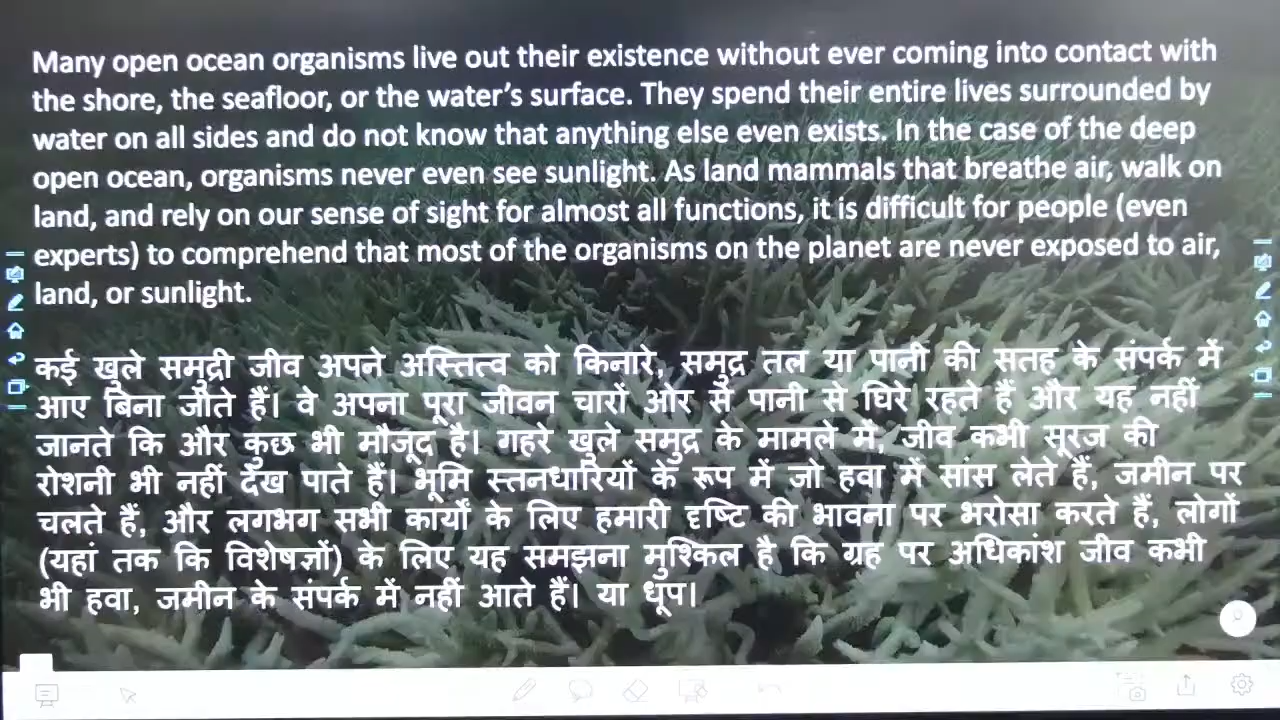 Many open ocean organisms live out their existence without ever coming into contact with
the shore, the seafloor, or the water's surface. They spend their entire lives surrounded by
water on all sides and do not know that anything else even exists. In the case of the deep
open ocean, organisms never even see sunlight. As land mammals that breathe air, walk on
land, and rely on our sense of sight for almost all functions, it is difficult for people (even
experts) to comprehend that most of the organisms on the planet are never exposed to air,
land, or sunlight.
कई खुले समुद्री जीव अपने अस्तित्व को किनारे, समुद्र तल या पानी की सतह के संपर्क में
आए बिना जीते हैं। वे अपना पूरा जीवन चारों ओर से पानी से घिरे रहते हैं और यह नहीं
जानते कि और कुछ भी मौजूद है। गहरे खुले समुद्र के मामले में, जीव कभी सूरज की
रोशनी भी नहीं देख पाते हैं। भूमि स्तनधारियों के रूप में जो हवा में सांस लेते हैं, जमीन पर
चलते हैं, और लगभग सभी कार्यों के लिए हमारी दृष्टि की भावना पर भरोसा करते हैं, लोगों
(यहां तक कि विशेषज्ञों) के लिए यह समझना मुश्किल है कि ग्रह पर अधिकांश जीव कभी
भी हवा, जमीन के संपर्क में नहीं आते हैं। या धूप।